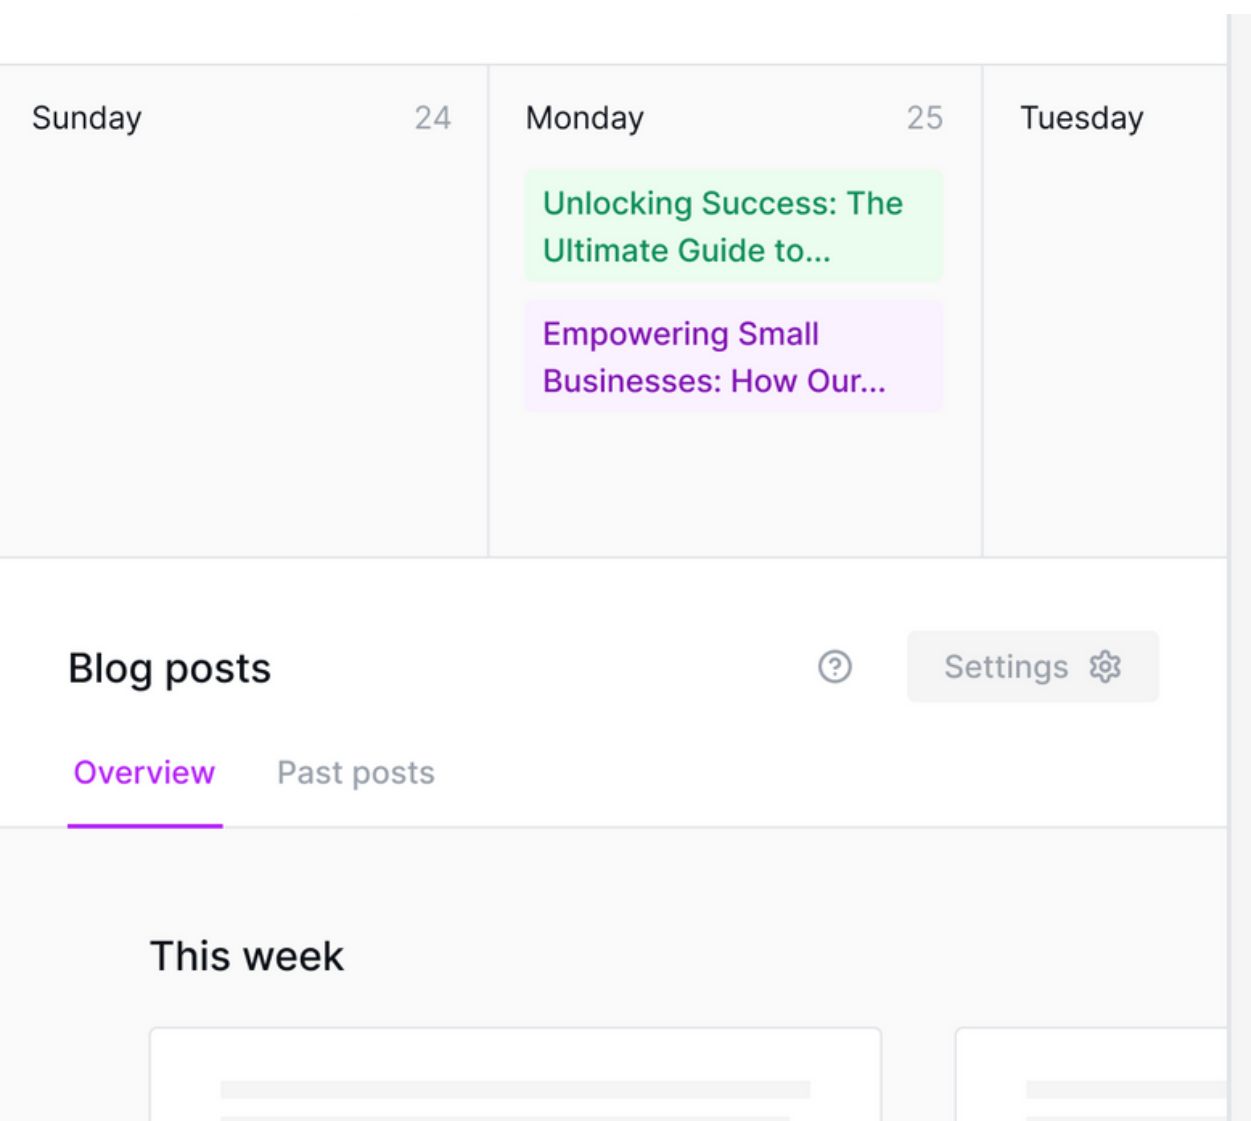 Sunday 24 Monday 25 Tuesday
Unlocking Success: The
Ultimate Guide to...
Empowering Small
Businesses: How Our...
Blog posts Settings
Overview Past posts
This week